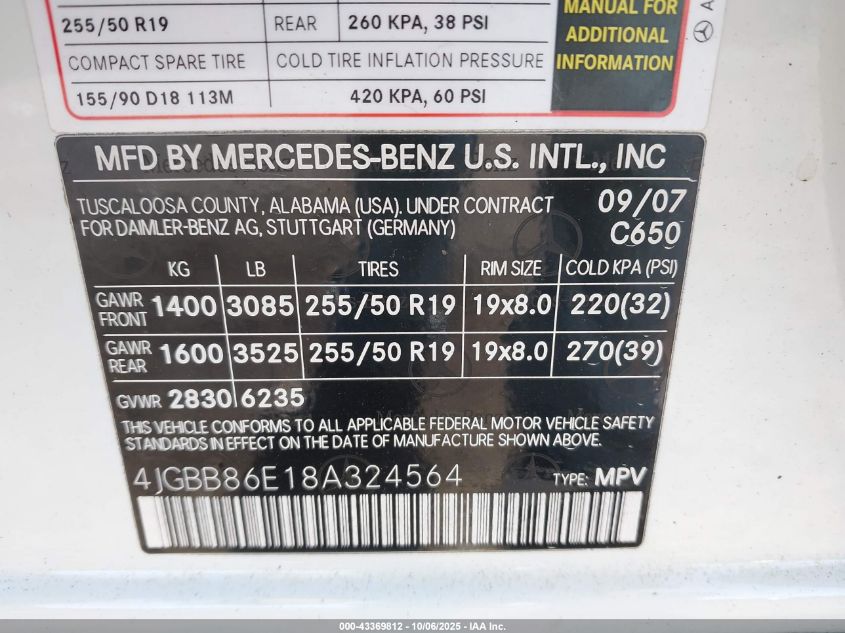 255/50 R19 REAR 260 KPA, 38 PSI
MANUAL FOR
ADDITIONAL
INFORMATION
COMPACT SPARE TIRE COLD TIRE INFLATION PRESSURE
155/90 D18 113M 420 KPA, 60 PSI
A
MFD BY MERCEDES-BENZ U.S. INTL., INC
TUSCALOOSA COUNTY, ALABAMA (USA). UNDER CONTRACT 09/07
FOR DAIMLER-BENZ AG, STUTTGART (GERMANY) C650
KG LB TIRES RIM SIZE COLD KPA (PSI)
GAWR FRONT 1400 3085 255/50 R19 19x8.0 220(32)
GAWR REAR 1600 3525 255/50 R19 19x8.0 270(39)
GVWR 2830 6235
THIS VEHICLE CONFORMS TO ALL APPLICABLE FEDERAL MOTOR VEHICLE SAFETY
STANDARDS IN EFFECT ON THE DATE OF MANUFACTURE SHOWN ABOVE.
4JGBB86E18A324564 TYPE: MPV
000-43369812 - 10/06/2025 - IAA Inc.